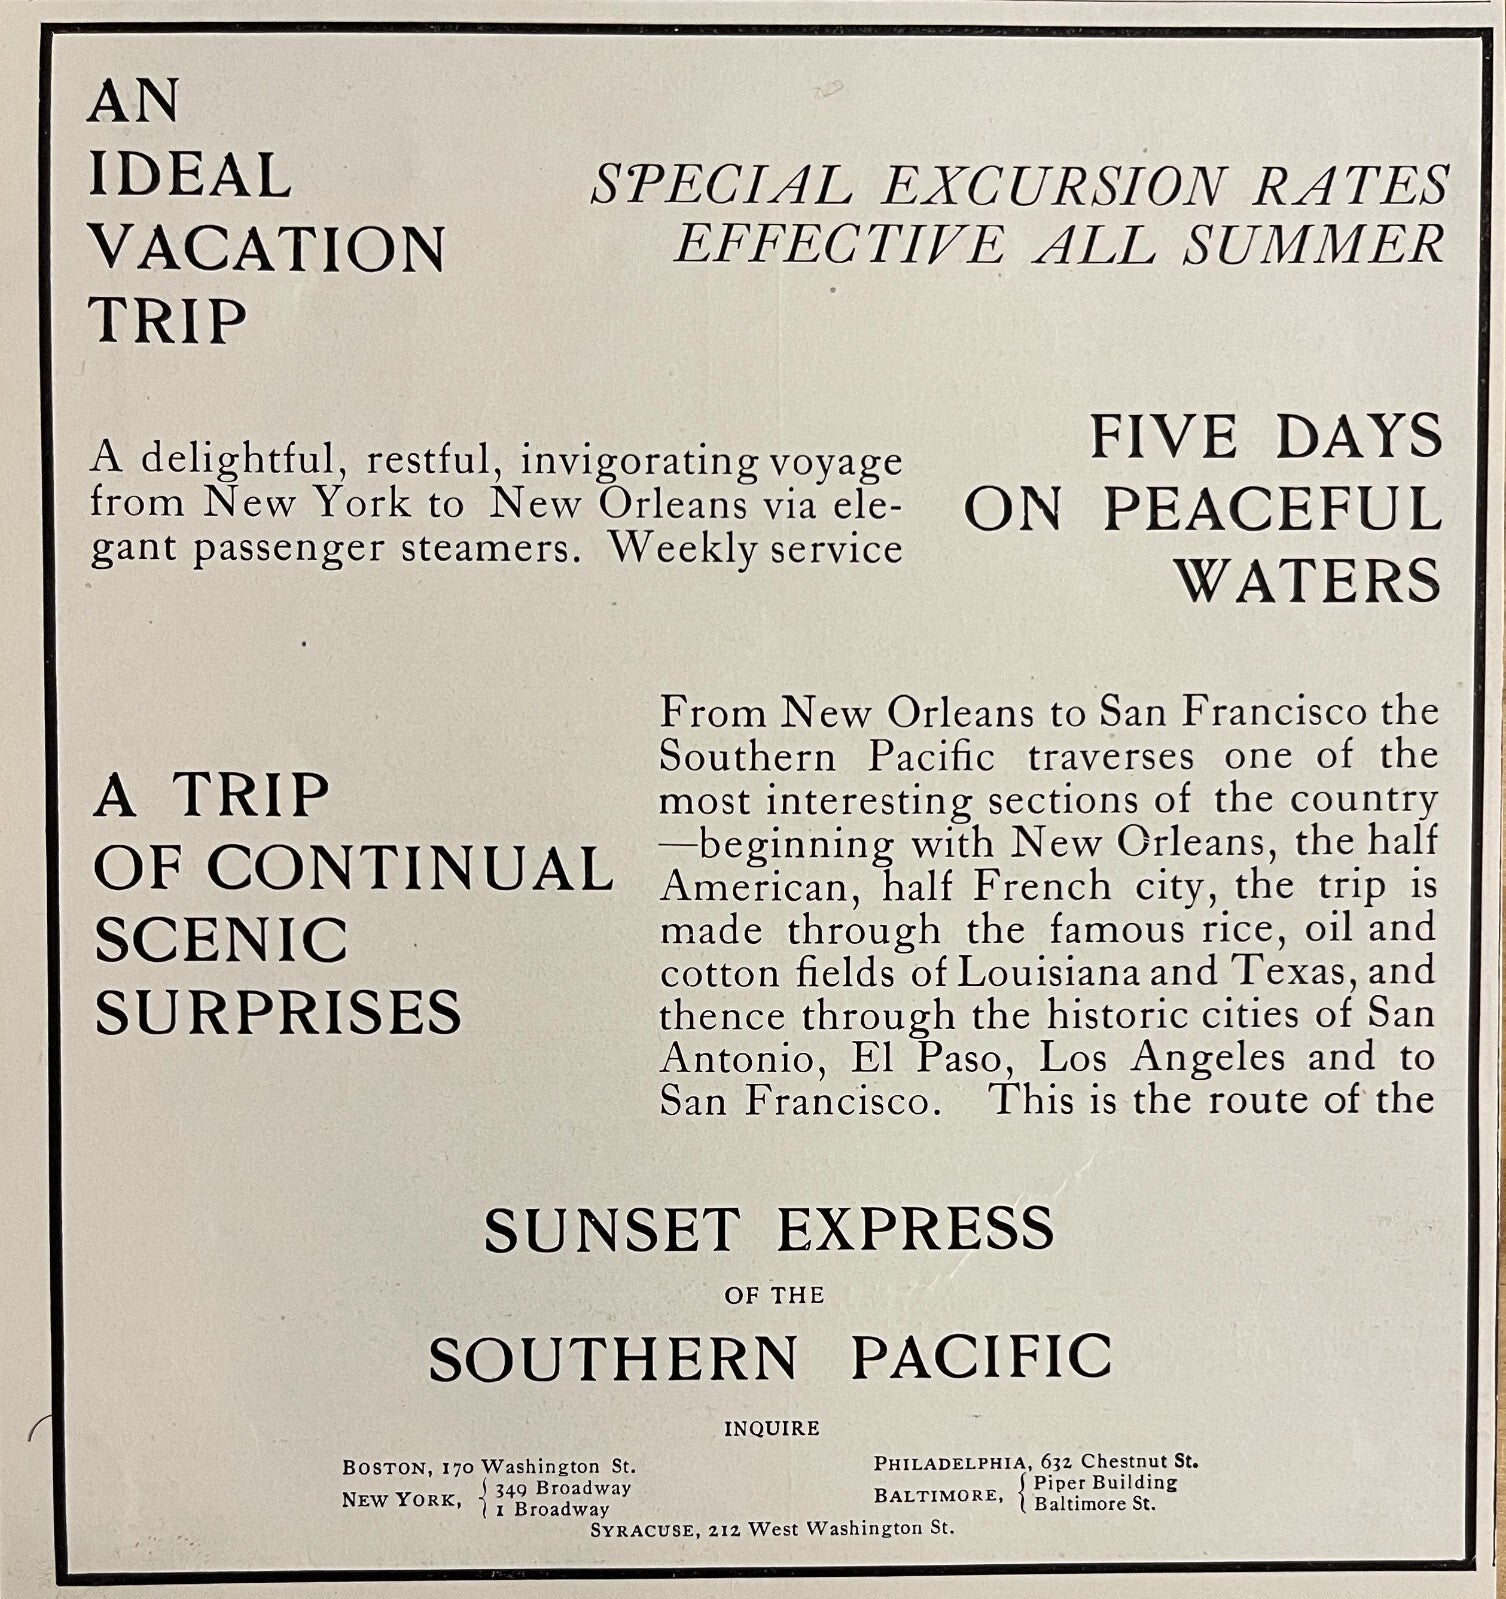 AN
IDEAL
VACATION
TRIP
SPECIAL EXCURSION RATES
EFFECTIVE ALL SUMMER
A delightful, restful, invigorating voyage
from New York to New Orleans via ele-
gant passenger steamers. Weekly service
FIVE DAYS
ON PEACEFUL
WATERS
A TRIP
OF CONTINUAL
SCENIC
SURPRISES
From New Orleans to San Francisco the
Southern Pacific traverses one of the
most interesting sections of the country
—beginning with New Orleans, the half
American, half French city, the trip is
made through the famous rice, oil and
cotton fields of Louisiana and Texas, and
thence through the historic cities of San
Antonio, El Paso, Los Angeles and to
San Francisco. This is the route of the
SUNSET EXPRESS
OF THE
SOUTHERN PACIFIC
INQUIRE
BOSTON, 170 Washington St.
NEW YORK, { 349 Broadway
1 Broadway
PHILADELPHIA, 632 Chestnut St.
BALTIMORE, { Piper Building
Baltimore St.
SYRACUSE, 212 West Washington St.